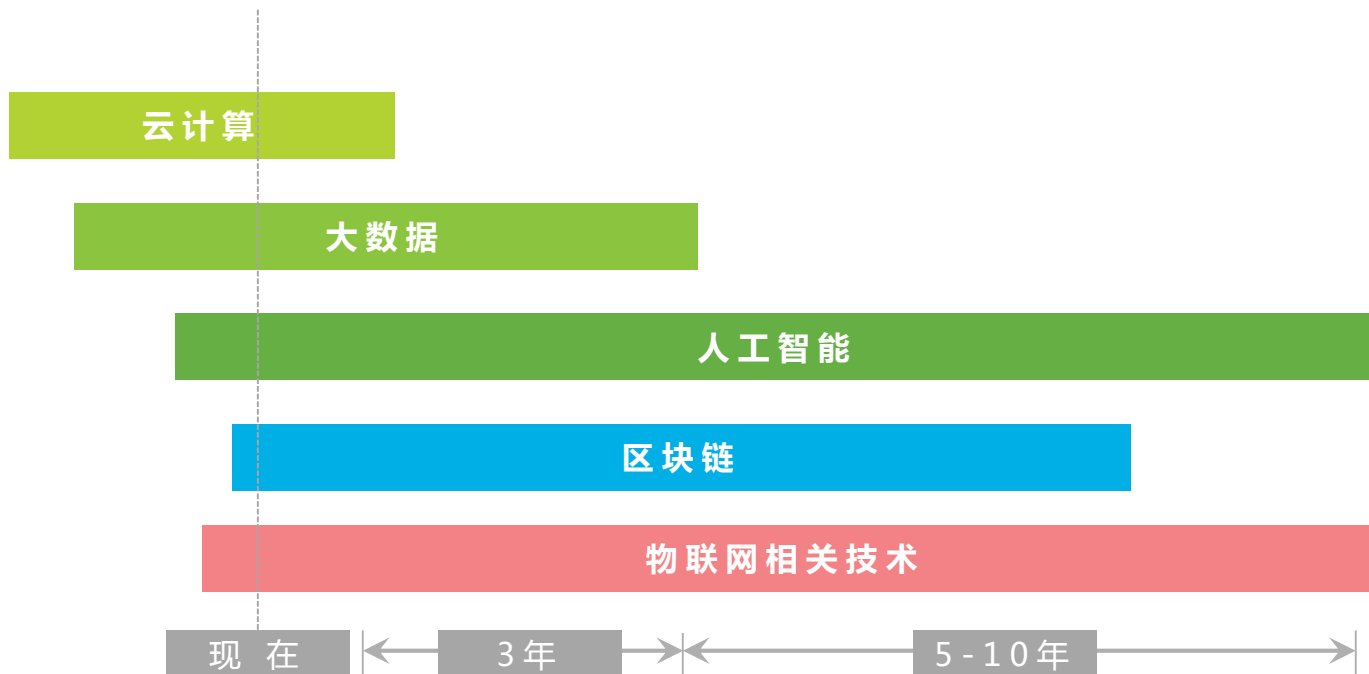 云计算
大数据
人工智能
区块链
物联网相关技术
现 在
3年
5-10年